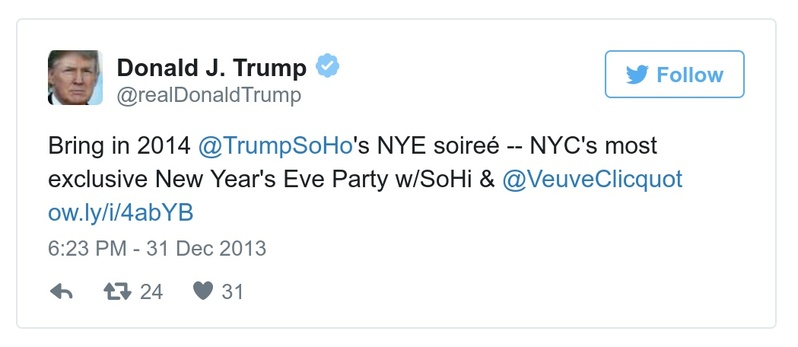 Donald J. Trump
@realDonaldTrump
Follow
Bring in 2014 @TrumpSoHo's NYE soireé -- NYC's most
exclusive New Year's Eve Party w/SoHi & @VeuveClicquot
ow.ly/i/4abYB
6:23 PM - 31 Dec 2013
24 31